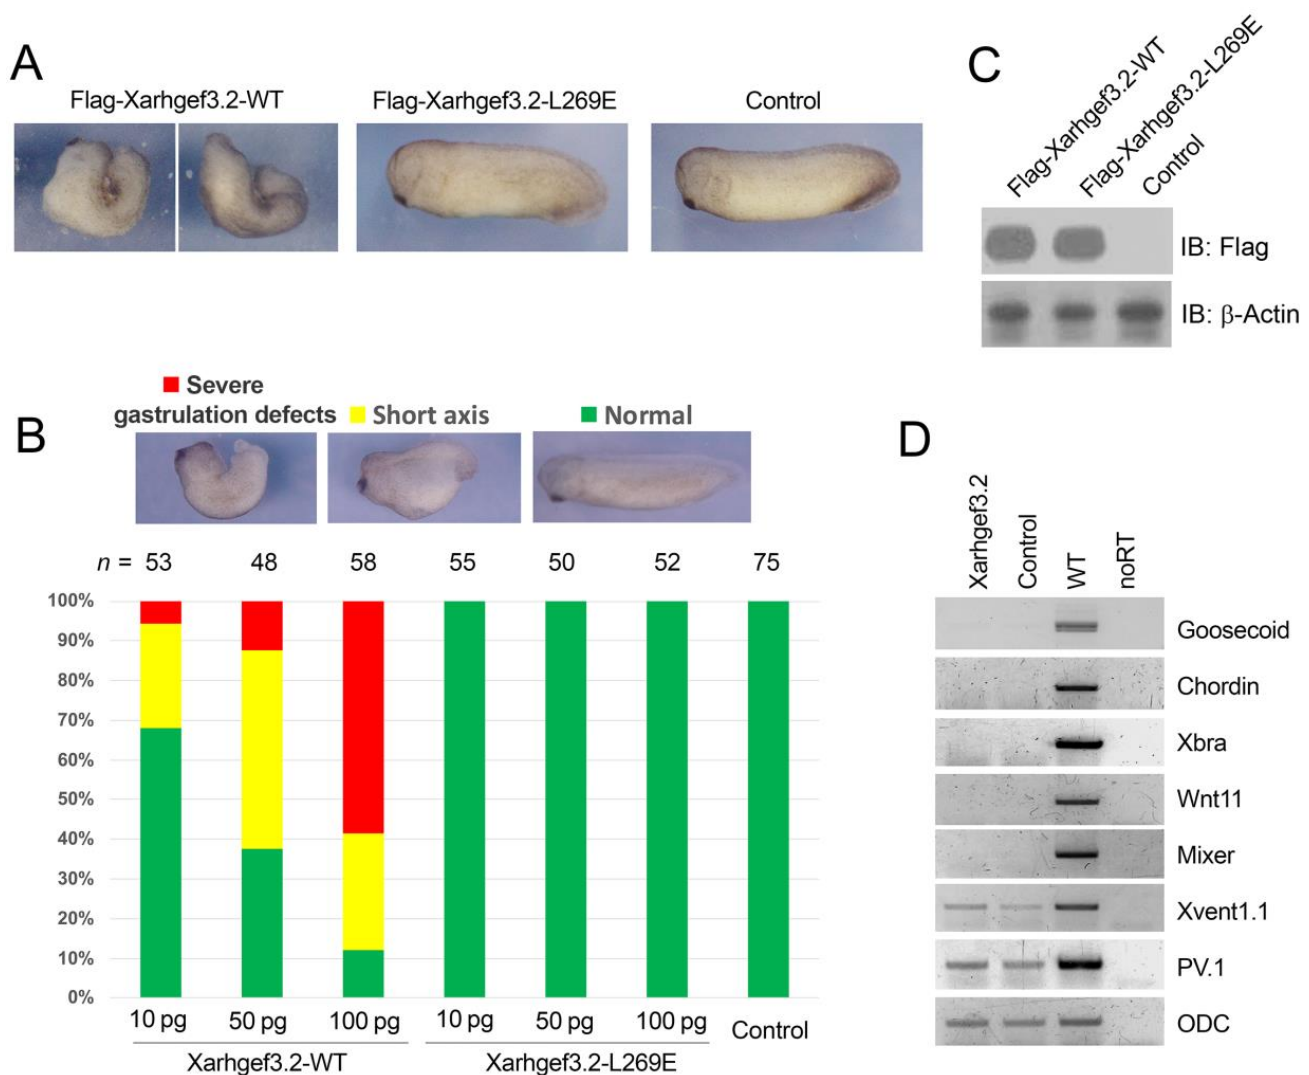 A
Flag-Xarhgef3.2-WT
Flag-Xarhgef3.2-L269E
Control
C
Flag-Xarhgef3.2-WT
Flag-Xarhgef3.2-L269E
Control
IB: Flag
IB: β-Actin
B
Severe
gastrulation defects
Short axis
Normal
n = 53 48 58 55 50 52 75
100%
90%
80%
70%
60%
50%
40%
30%
20%
10%
0%
10 pg 50 pg 100 pg 10 pg 50 pg 100 pg Control
Xarhgef3.2-WT Xarhgef3.2-L269E
D
Xarhgef3.2
Control
WT
noRT
Goosecoid
Chordin
Xbra
Wnt11
Mixer
Xvent1.1
PV.1
ODC